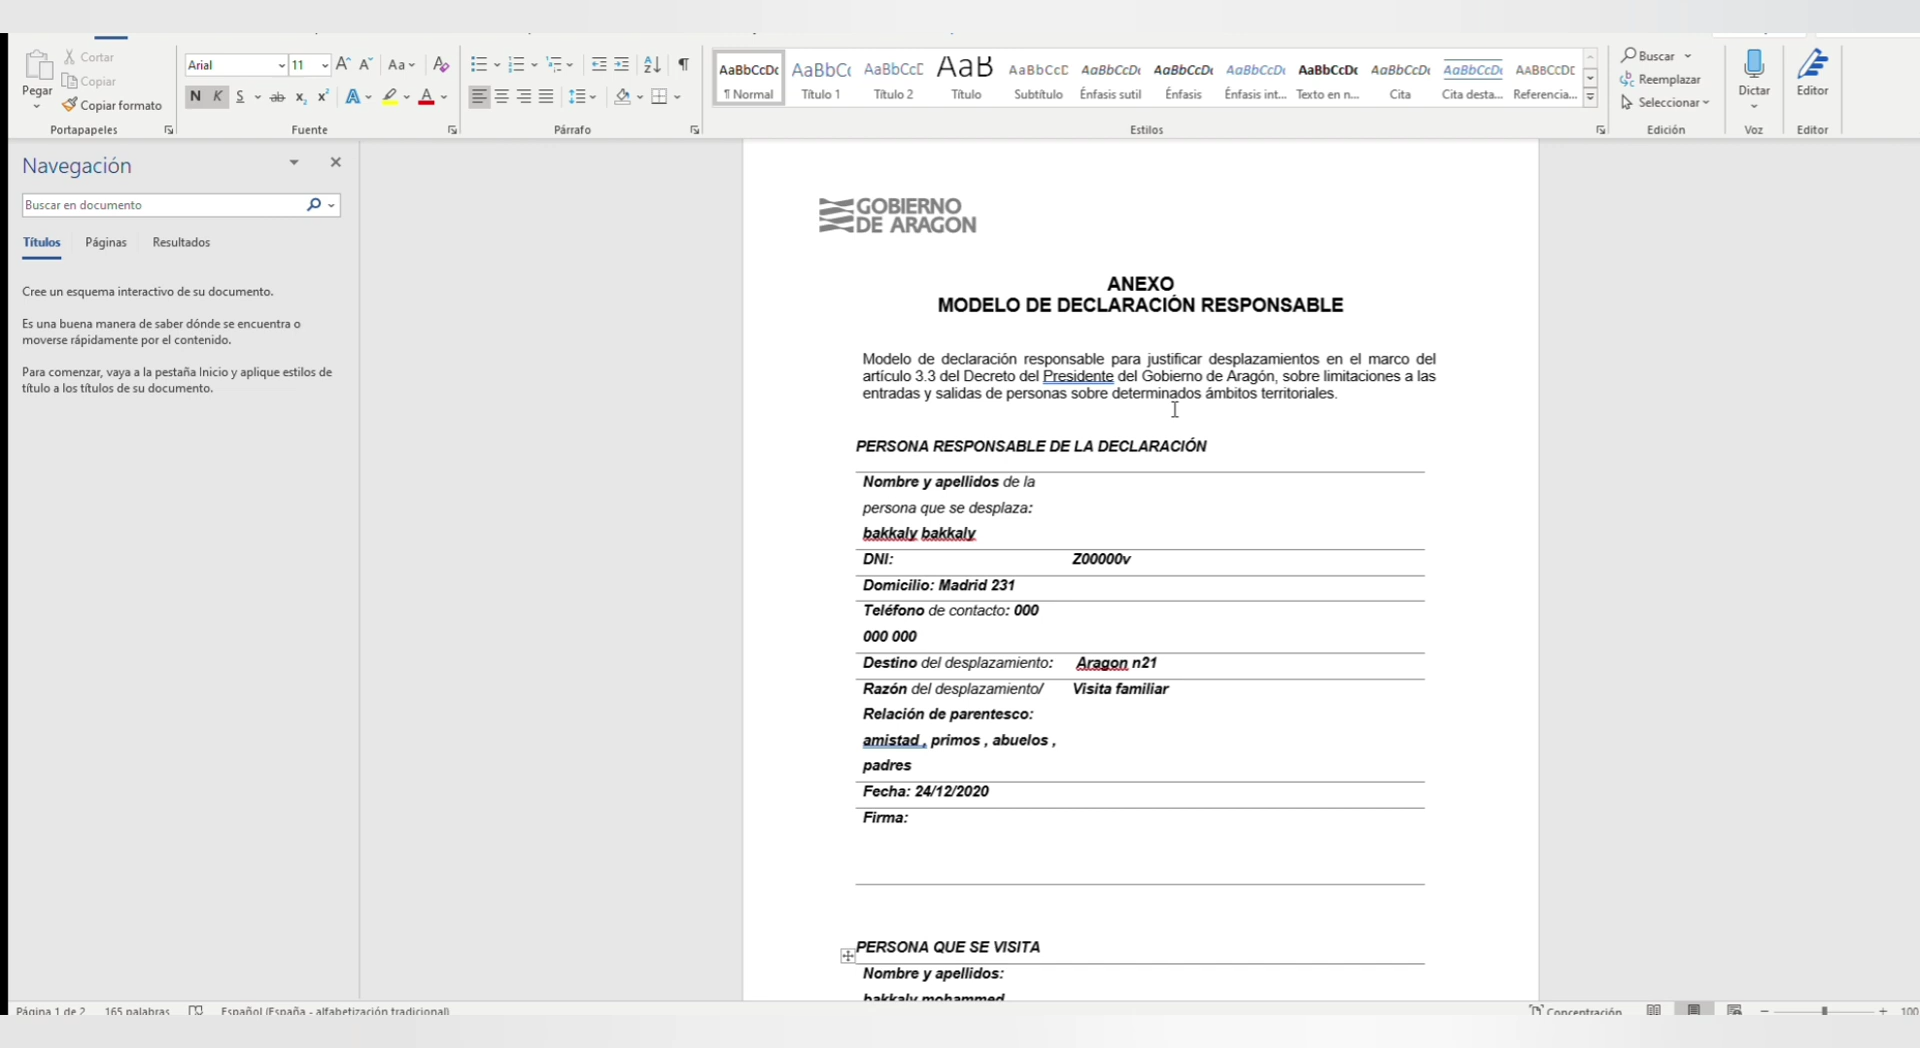 Cortar
Copiar
Pegar
Copiar formato
Portapapeles
Arial
11
Aa
N K S ab x₂ x² A A
Fuente
Párrafo
AaBbCcDc
¶ Normal
AaBbCc
Título 1
AaBbCcD
Título 2
AaB
Título
AaBbCcD
Subtítulo
AaBbCcDc
Énfasis sutil
AaBbCcDc
Énfasis
AaBbCcDc
Énfasis int...
AaBbCcDc
Texto en n...
AaBbCcDc
Cita
AaBbCcDc
Cita desta...
AABBCCDD
Referencia...
Estilos
Buscar
Reemplazar
Seleccionar
Edición
Dictar
Voz
Editor
Editor
Navegación
Buscar en documento
Títulos Páginas Resultados
Cree un esquema interactivo de su documento.
Es una buena manera de saber dónde se encuentra o
moverse rápidamente por el contenido.
Para comenzar, vaya a la pestaña Inicio y aplique estilos de
título a los títulos de su documento.
GOBIERNO
DE ARAGON
ANEXO
MODELO DE DECLARACIÓN RESPONSABLE
Modelo de declaración responsable para justificar desplazamientos en el marco del
artículo 3.3 del Decreto del Presidente del Gobierno de Aragón, sobre limitaciones a las
entradas y salidas de personas sobre determinados ámbitos territoriales.
PERSONA RESPONSABLE DE LA DECLARACIÓN
Nombre y apellidos de la
persona que se desplaza:
bakkaly bakkaly
DNI: Z00000v
Domicilio: Madrid 231
Teléfono de contacto: 000
000 000
Destino del desplazamiento: Aragon n21
Razón del desplazamiento/ Visita familiar
Relación de parentesco:
amistad , primos , abuelos ,
padres
Fecha: 24/12/2020
Firma:
PERSONA QUE SE VISITA
Nombre y apellidos:
bakkaly mohammed
Página 1 de 2 165 palabras Español (España - alfabetización tradicional)
Concentración
100